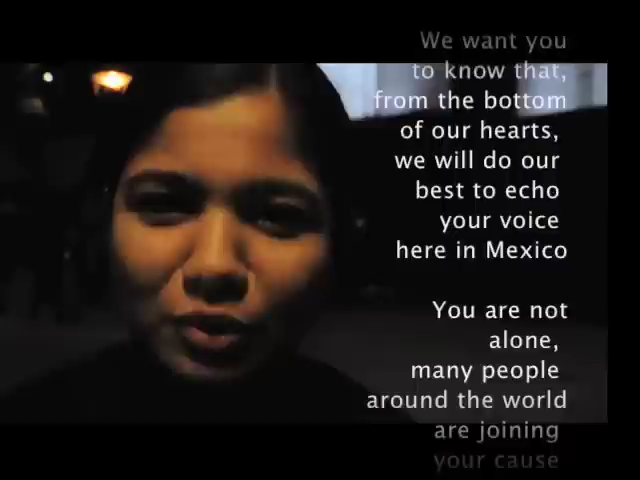 We want you
to know that,
from the bottom
of our hearts,
we will do our
best to echo
your voice
here in Mexico
You are not
alone,
many people
around the world
are joining
your cause